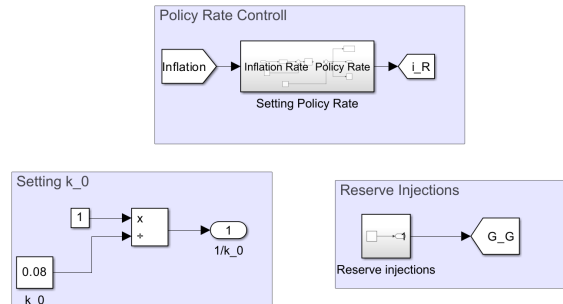 Policy Rate Controll
Inflation
Inflation Rate
Policy Rate
i_R
Setting Policy Rate
Setting k_0
1
x
÷
1
1/k_0
0.08
k_0
Reserve Injections
1
G_G
Reserve injections